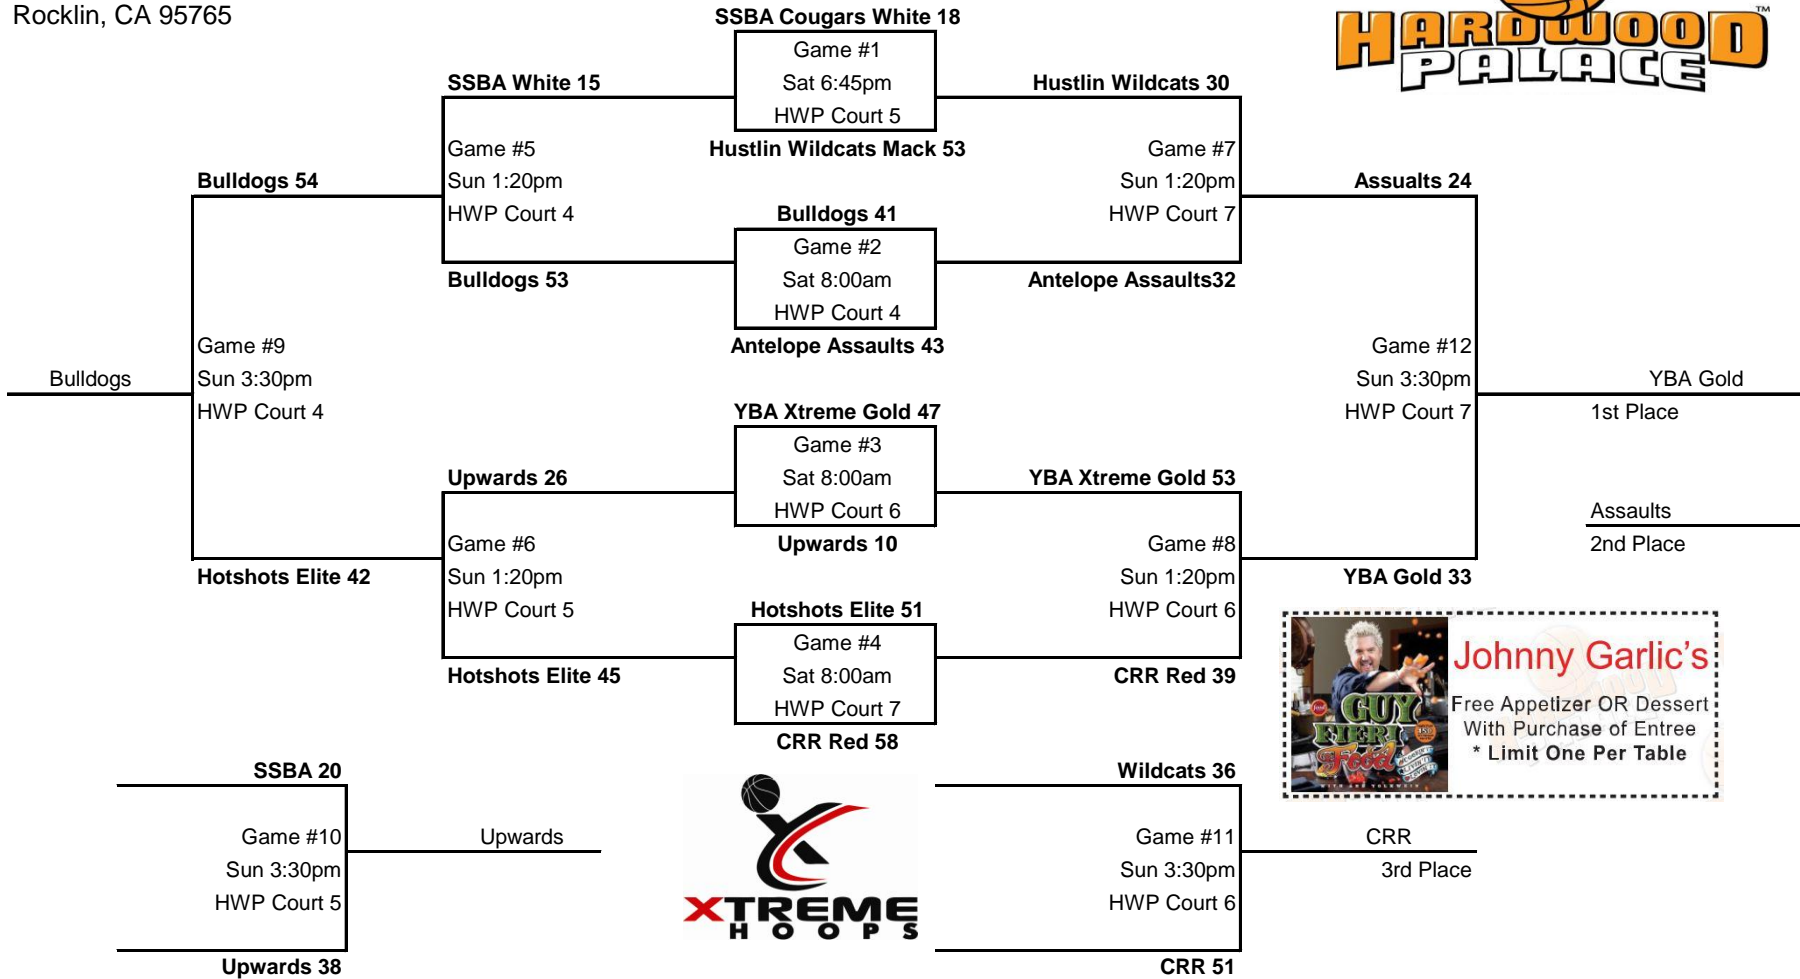 Rocklin, CA 95765
HARDWOOD
PALACE
TM
SSBA Cougars White 18
Game #1
Sat 6:45pm
HWP Court 5
Hustlin Wildcats Mack 53
SSBA White 15
Game #5
Sun 1:20pm
HWP Court 4
Bulldogs 53
Hustlin Wildcats 30
Game #7
Sun 1:20pm
HWP Court 7
Antelope Assaults32
Bulldogs 41
Game #2
Sat 8:00am
HWP Court 4
Antelope Assaults 43
Bulldogs 54
Game #9
Sun 3:30pm
HWP Court 4
Hotshots Elite 42
Bulldogs
Assualts 24
Game #12
Sun 3:30pm
HWP Court 7
YBA Gold 33
YBA Gold
1st Place
Assaults
2nd Place
YBA Xtreme Gold 47
Game #3
Sat 8:00am
HWP Court 6
Upwards 10
Upwards 26
Game #6
Sun 1:20pm
HWP Court 5
Hotshots Elite 45
YBA Xtreme Gold 53
Game #8
Sun 1:20pm
HWP Court 6
CRR Red 39
Hotshots Elite 51
Game #4
Sat 8:00am
HWP Court 7
CRR Red 58
Johnny Garlic's
Free Appetizer OR Dessert
With Purchase of Entree
* Limit One Per Table
GUY
FIERI
Food
SSBA 20
Game #10
Sun 3:30pm
HWP Court 5
Upwards 38
Upwards
XTREME
HOOPS
Wildcats 36
Game #11
Sun 3:30pm
HWP Court 6
CRR 51
CRR
3rd Place